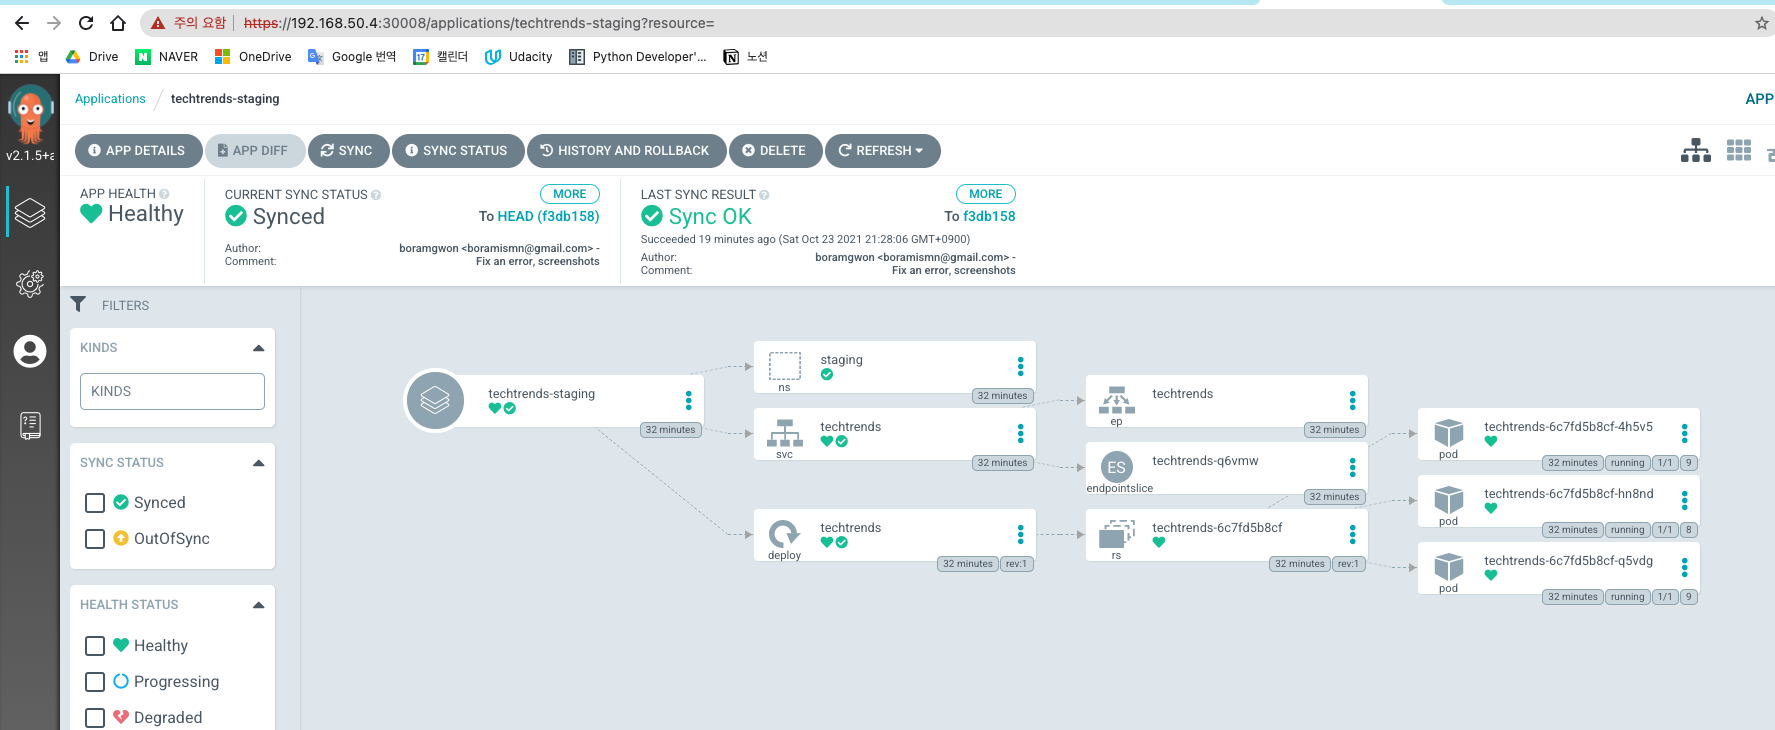 주의 요함 https://192.168.50.4:30008/applications/techtrends-staging?resource=
앱 Drive NAVER OneDrive Google 번역 17 캘린더 Udacity Python Developer'... 노션
Applications / techtrends-staging
APP
v2.1.5+a
APP DETAILS APP DIFF SYNC SYNC STATUS HISTORY AND ROLLBACK DELETE REFRESH
APP HEALTH
Healthy
CURRENT SYNC STATUS MORE
Synced To HEAD (f3db158)
Author: boramgwon <boramismn@gmail.com> -
Comment: Fix an error, screenshots
LAST SYNC RESULT MORE
Sync OK To f3db158
Succeeded 19 minutes ago (Sat Oct 23 2021 21:28:06 GMT+0900)
Author: boramgwon <boramismn@gmail.com> -
Comment: Fix an error, screenshots
FILTERS
KINDS
KINDS
SYNC STATUS
Synced
OutOfSync
HEALTH STATUS
Healthy
Progressing
Degraded
techtrends-staging
32 minutes
staging
ns
32 minutes
techtrends
svc
32 minutes
techtrends
deploy
32 minutes rev:1
techtrends
ep
32 minutes
ES
techtrends-q6vmw
endpointslice
32 minutes
techtrends-6c7fd5b8cf
rs
32 minutes rev:1
techtrends-6c7fd5b8cf-4h5v5
pod
32 minutes running 1/1 9
techtrends-6c7fd5b8cf-hn8nd
pod
32 minutes running 1/1 8
techtrends-6c7fd5b8cf-q5vdg
pod
32 minutes running 1/1 9